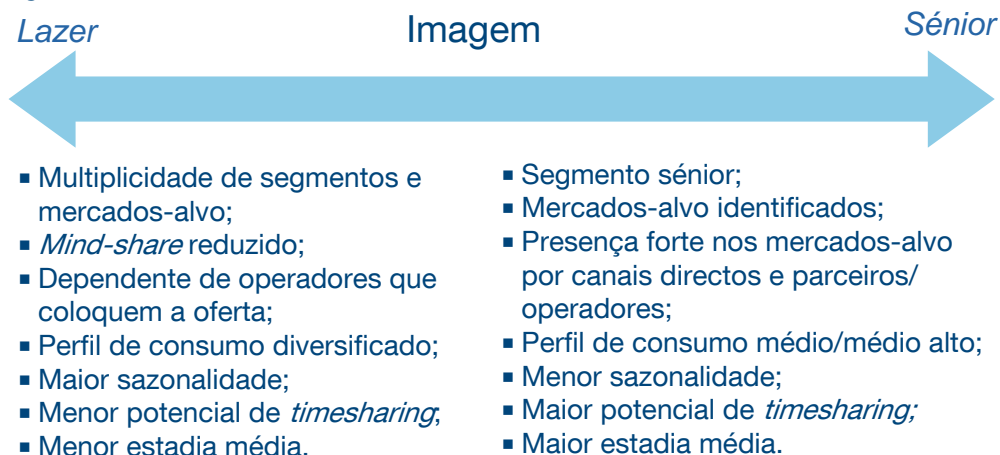 Lazer
Imagem
Sénior
▪ Multiplicidade de segmentos e
mercados-alvo;
▪ Mind-share reduzido;
▪ Dependente de operadores que
coloquem a oferta;
▪ Perfil de consumo diversificado;
▪ Maior sazonalidade;
▪ Menor potencial de timesharing;
▪ Menor estadia média.
▪ Segmento sénior;
▪ Mercados-alvo identificados;
▪ Presença forte nos mercados-alvo
por canais directos e parceiros/
operadores;
▪ Perfil de consumo médio/médio alto;
▪ Menor sazonalidade;
▪ Maior potencial de timesharing;
▪ Maior estadia média.